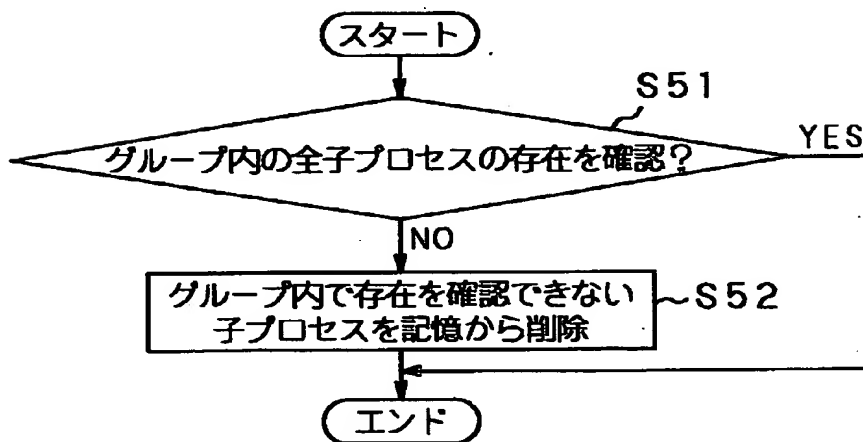 スタート
S51
グループ内の全子プロセスの存在を確認?
YES
NO
グループ内で存在を確認できない
子プロセスを記憶から削除
S52
エンド